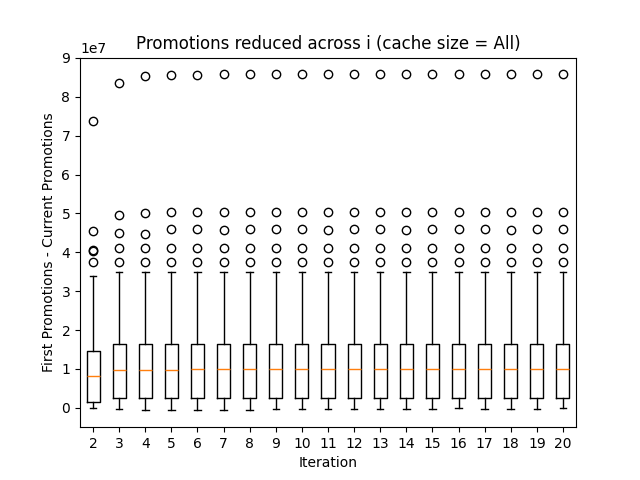 Promotions reduced across i (cache size = All)
1e7
First Promotions - Current Promotions
9
8
7
6
5
4
3
2
1
0
2 3 4 5 6 7 8 9 10 11 12 13 14 15 16 17 18 19 20
Iteration